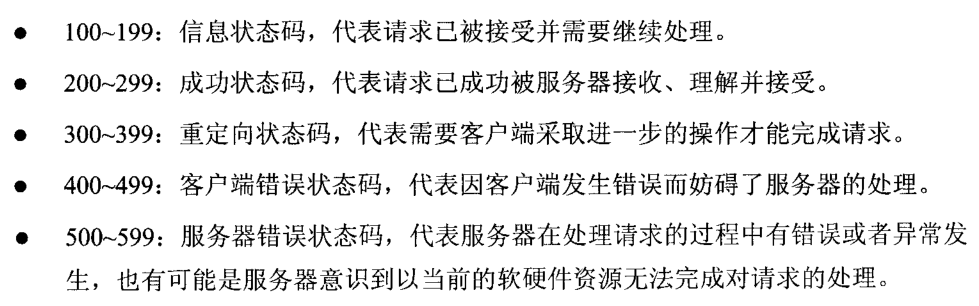 ● 100~199：信息状态码，代表请求已被接受并需要继续处理。
● 200~299：成功状态码，代表请求已成功被服务器接收、理解并接受。
● 300~399：重定向状态码，代表需要客户端采取进一步的操作才能完成请求。
● 400~499：客户端错误状态码，代表因客户端发生错误而妨碍了服务器的处理。
● 500~599：服务器错误状态码，代表服务器在处理请求的过程中有错误或者异常发
生，也有可能是服务器意识到以当前的软硬件资源无法完成对请求的处理。